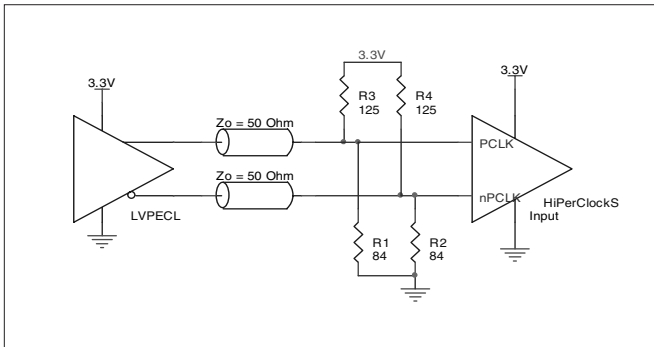 3.3V
3.3V
3.3V
R3
125
R4
125
Zo = 50 Ohm
PCLK
Zo = 50 Ohm
nPCLK
HiPerClockS
Input
LVPECL
R1
84
R2
84